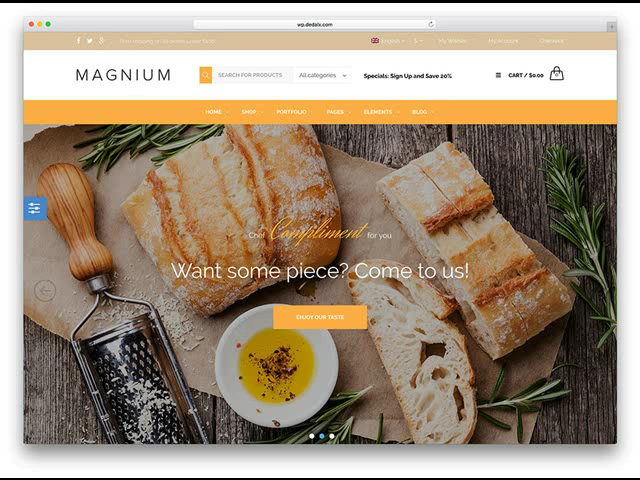 wp.dedalx.com
English
$
My Wishlist
My account
Checkout
MAGNIUM
SEARCH FOR PRODUCTS
All categories
Specials: Sign Up and Save 20%
CART / $0.00
0
HOME
SHOP
PORTFOLIO
PAGES
ELEMENTS
BLOG
Chef Compliment for you
Want some piece? Come to us!
ENJOY OUR TASTE